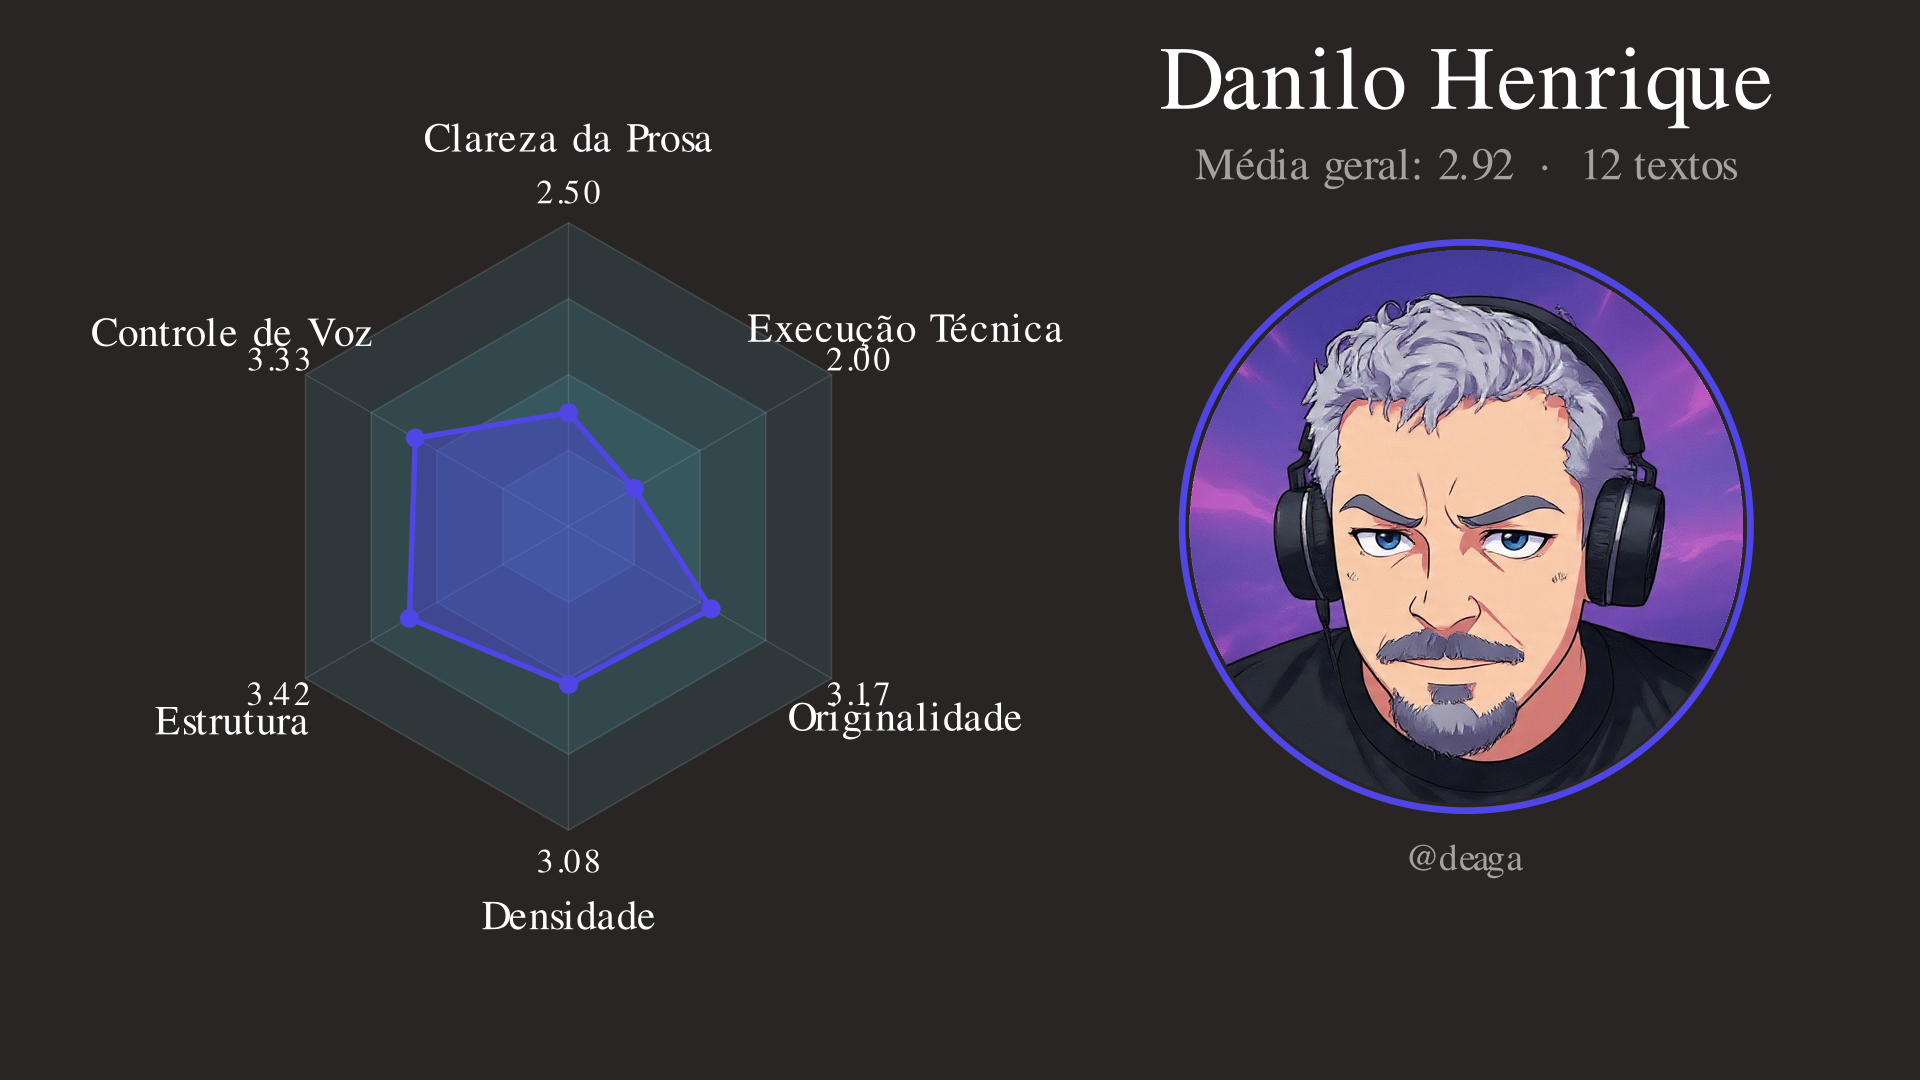 Danilo Henrique
Média geral: 2.92 · 12 textos
Clareza da Prosa
2.50
Controle de Voz
3.33
Execução Técnica
2.00
3.42
Estrutura
3.17
Originalidade
3.08
Densidade
@deaga